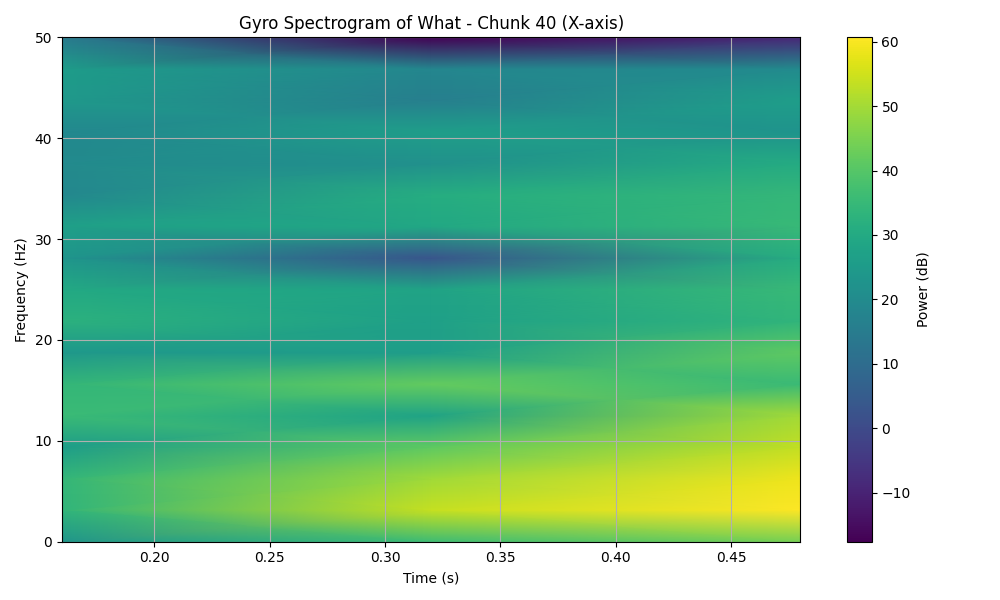 Gyro Spectrogram of What - Chunk 40 (X-axis)
50
40
30
20
10
0
Frequency (Hz)
0.20 0.25 0.30 0.35 0.40 0.45
Time (s)
60
50
40
30
20
10
0
−10
Power (dB)